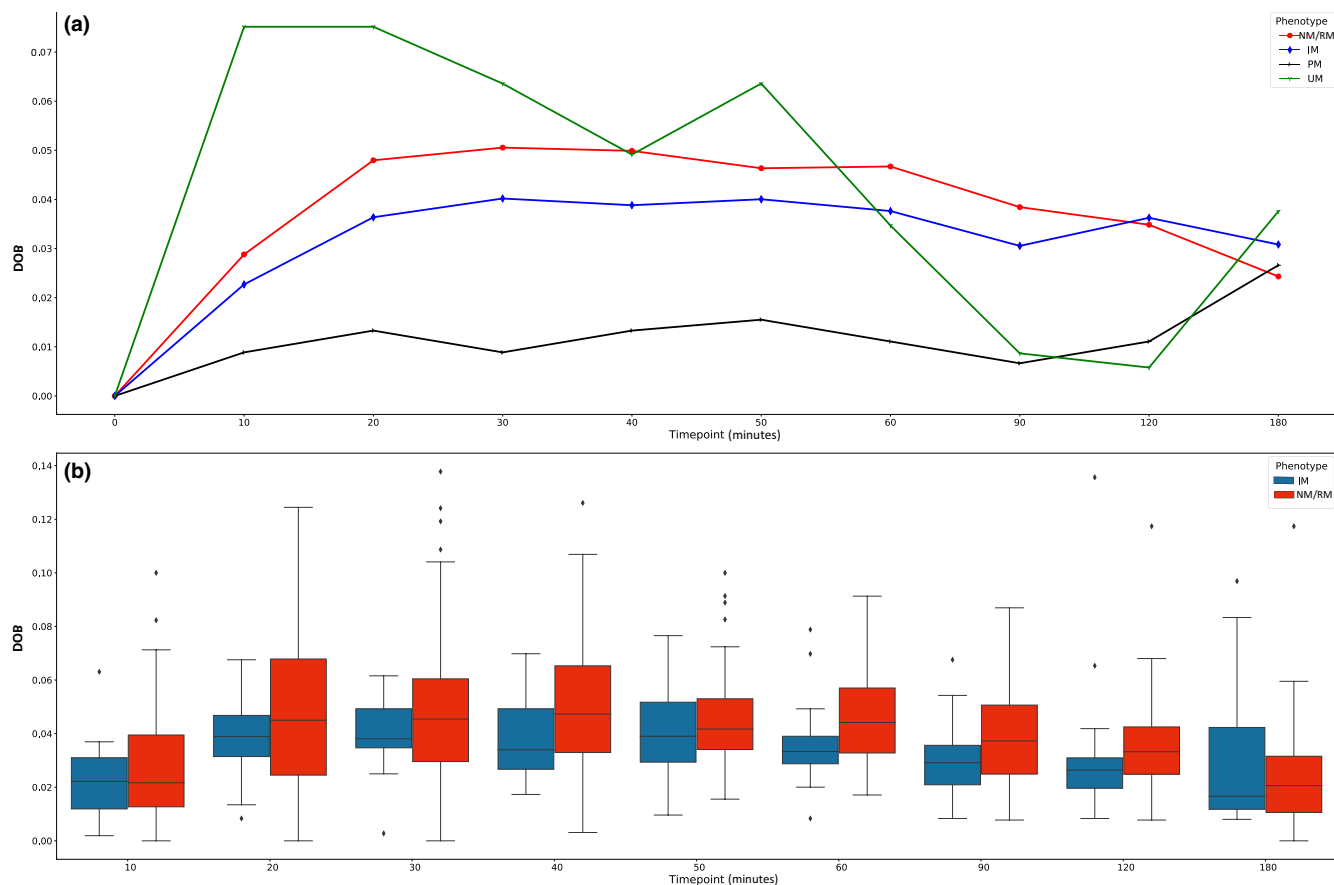 (a)
Phenotype
NM/RM
IM
PM
UM
0.07
0.06
0.05
0.04
0.03
0.02
0.01
0.00
DOB
0 10 20 30 40 50 60 90 120 180
Timepoint (minutes)
(b)
Phenotype
IM
NM/RM
0.14
0.12
0.10
0.08
0.06
0.04
0.02
0.00
DOB
10 20 30 40 50 60 90 120 180
Timepoint (minutes)